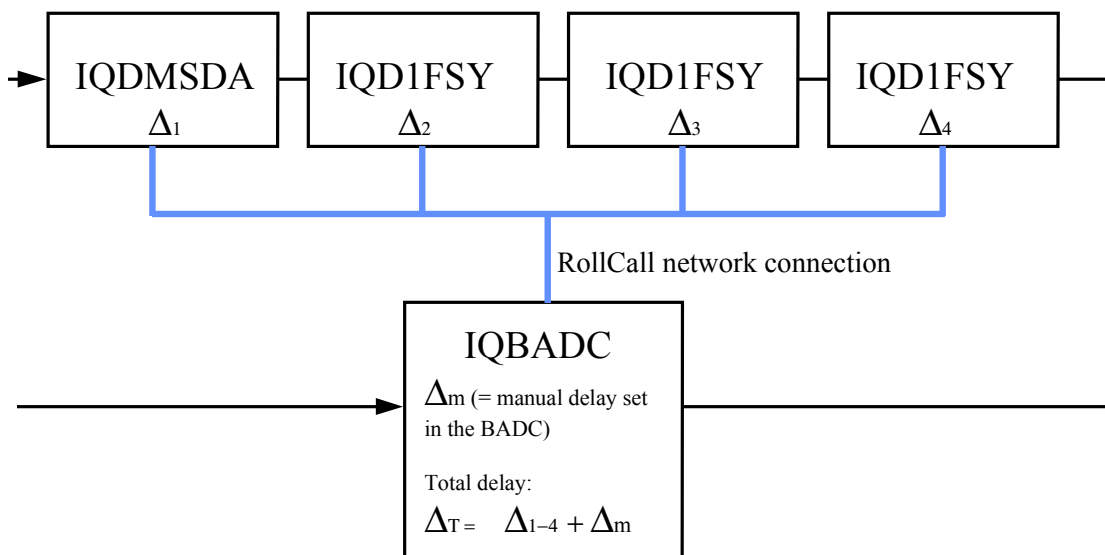 IQDMSDA
Δ1
IQD1FSY
Δ2
IQD1FSY
Δ3
IQD1FSY
Δ4
RollCall network connection
IQBADC
Δm (= manual delay set
in the BADC)
Total delay:
ΔT = Δ1–4 + Δm